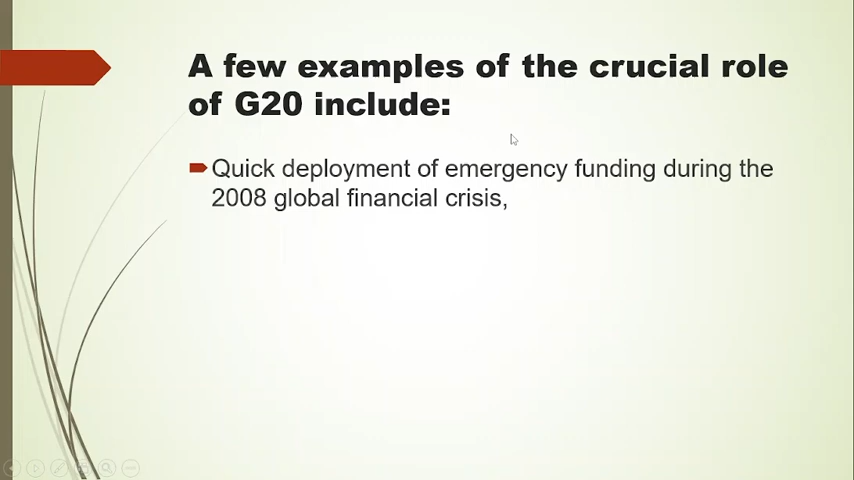 A few examples of the crucial role
of G20 include:
Quick deployment of emergency funding during the
2008 global financial crisis,